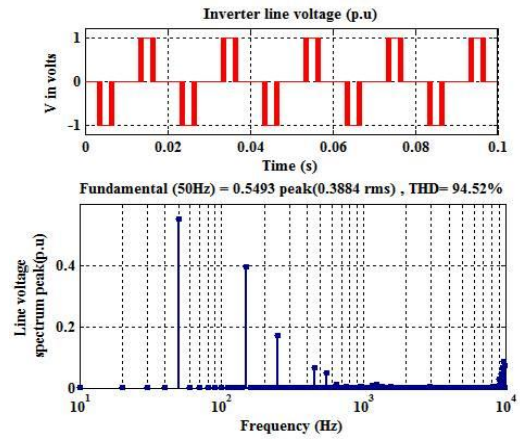 Inverter line voltage (p.u)
V in volts
1
0
-1
0
0.02
0.04
0.06
0.08
0.1
Time (s)
Fundamental (50Hz) = 0.5493 peak(0.3884 rms) , THD= 94.52%
Line voltage
spectrum peak(p.u)
0.4
0.2
0
10^1
10^2
10^3
10^4
Frequency (Hz)